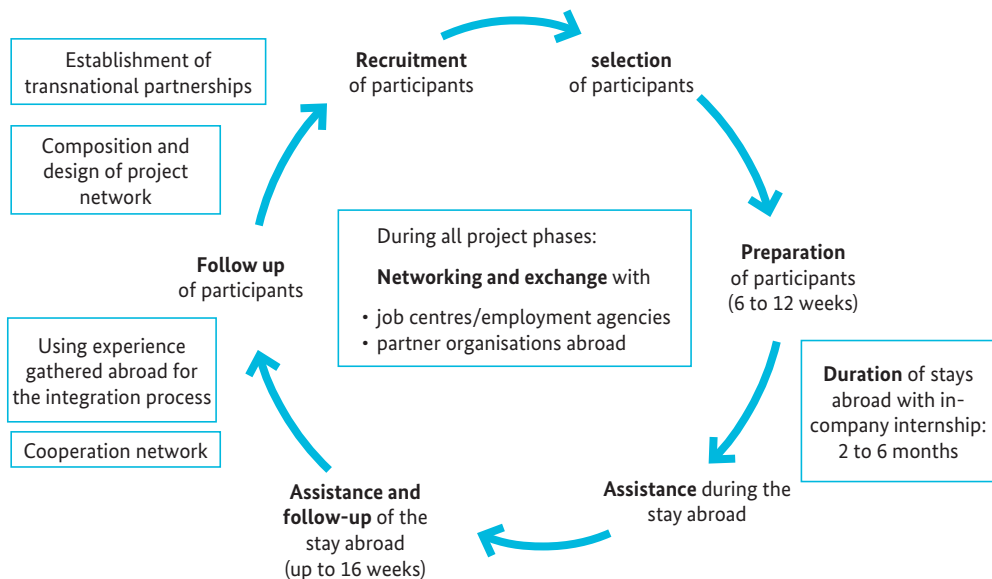 Establishment of
transnational partnerships
Composition and
design of project
network
Recruitment
of participants
selection
of participants
Preparation
of participants
(6 to 12 weeks)
Duration of stays
abroad with in-
company internship:
2 to 6 months
Assistance during the
stay abroad
Assistance and
follow-up of the
stay abroad
(up to 16 weeks)
Follow up
of participants
Using experience
gathered abroad for
the integration process
Cooperation network
During all project phases:
Networking and exchange with
• job centres/employment agencies
• partner organisations abroad